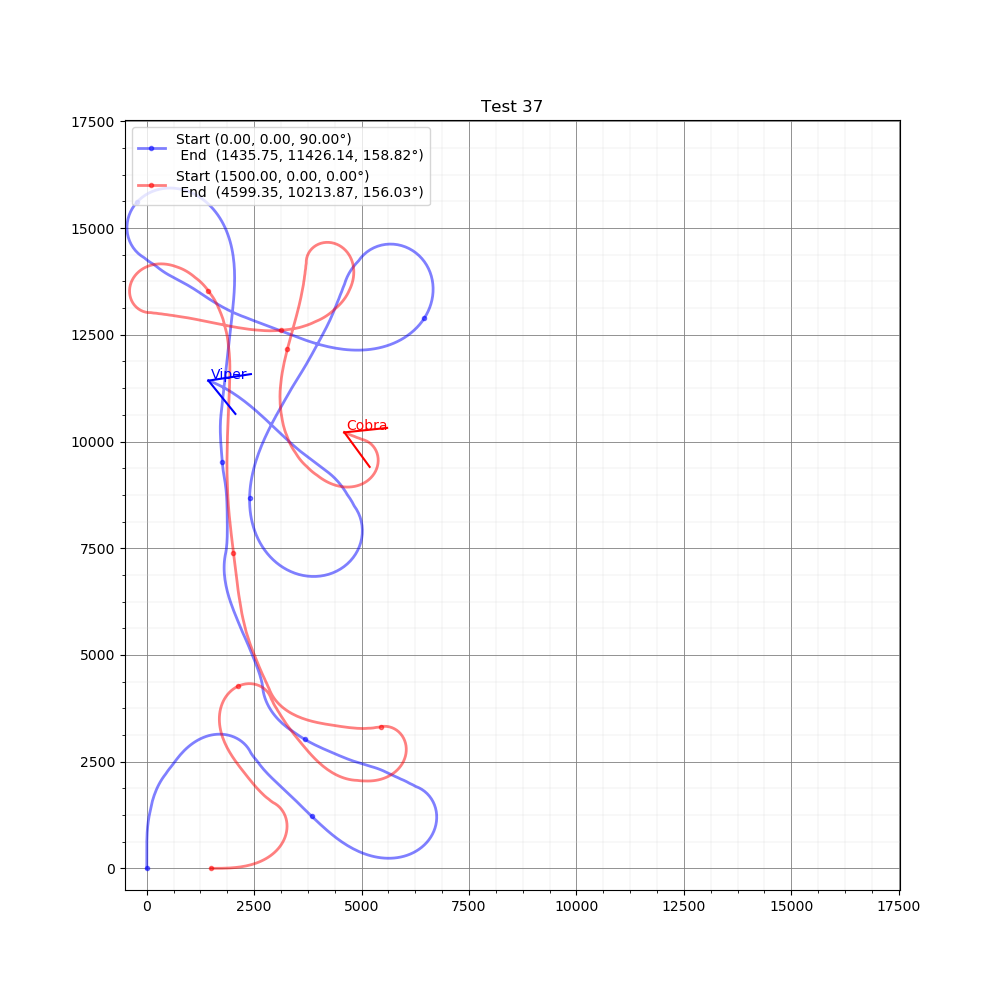 Test 37
17500
15000
12500
10000
7500
5000
2500
0
Start (0.00, 0.00, 90.00°)
End (1435.75, 11426.14, 158.82°)
Start (1500.00, 0.00, 0.00°)
End (4599.35, 10213.87, 156.03°)
Viper
Cobra
0 2500 5000 7500 10000 12500 15000 17500